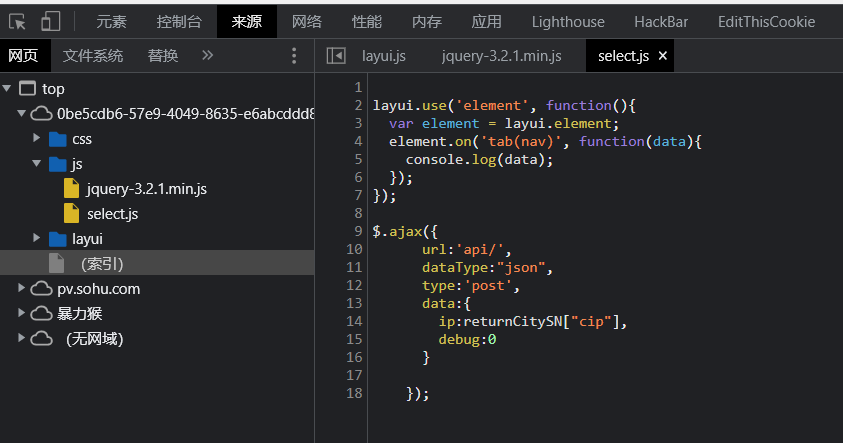 元素 控制台 来源 网络 性能 内存 应用 Lighthouse HackBar EditThisCookie
网页 文件系统 替换 » layui.js jquery-3.2.1.min.js select.js ×
top
0be5cdb6-57e9-4049-8635-e6abcddd8
css
js
jquery-3.2.1.min.js
select.js
layui
（索引）
pv.sohu.com
暴力猴
（无网域）
1
2 layui.use('element', function(){
3   var element = layui.element;
4   element.on('tab(nav)', function(data){
5     console.log(data);
6   });
7 });
8
9 $.ajax({
10       url:'api/',
11       dataType:"json",
12       type:'post',
13       data:{
14         ip:returnCitySN["cip"],
15         debug:0
16       }
17
18     });